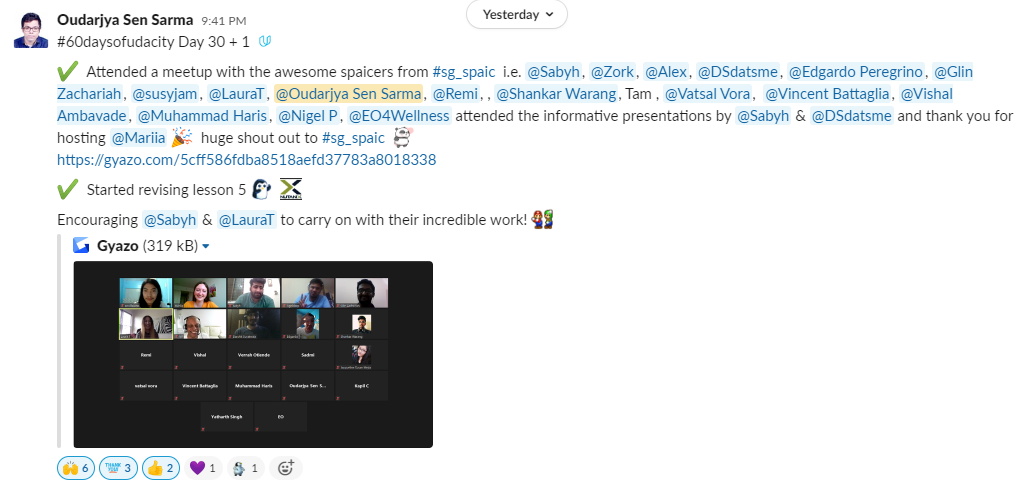 Yesterday
Oudarjya Sen Sarma 9:41 PM
#60daysofudacity Day 30 + 1
Attended a meetup with the awesome spaicers from #sg_spaic i.e. @Sabyh, @Zork, @Alex, @DSdatsme, @Edgardo Peregrino, @Glin
Zachariah, @susyjam, @LauraT, @Oudarjya Sen Sarma, @Remi, , @Shankar Warang, Tam , @Vatsal Vora, @Vincent Battaglia, @Vishal
Ambavade, @Muhammad Haris, @Nigel P, @EO4Wellness attended the informative presentations by @Sabyh & @DSdatsme and thank you for
hosting @Mariia huge shout out to #sg_spaic
https://gyazo.com/5cff586fdba8518aefd37783a8018338
Started revising lesson 5
Encouraging @Sabyh & @LauraT to carry on with their incredible work!
Gyazo (319 kB)
Remi Vishal Verrah Otiende Sadmi
vatsal vora Vincent Battaglia Muhammad Haris Oudarjya Sen S... Kapil C
Yatharth Singh EO
6 THANK YOU 3 2 1 1